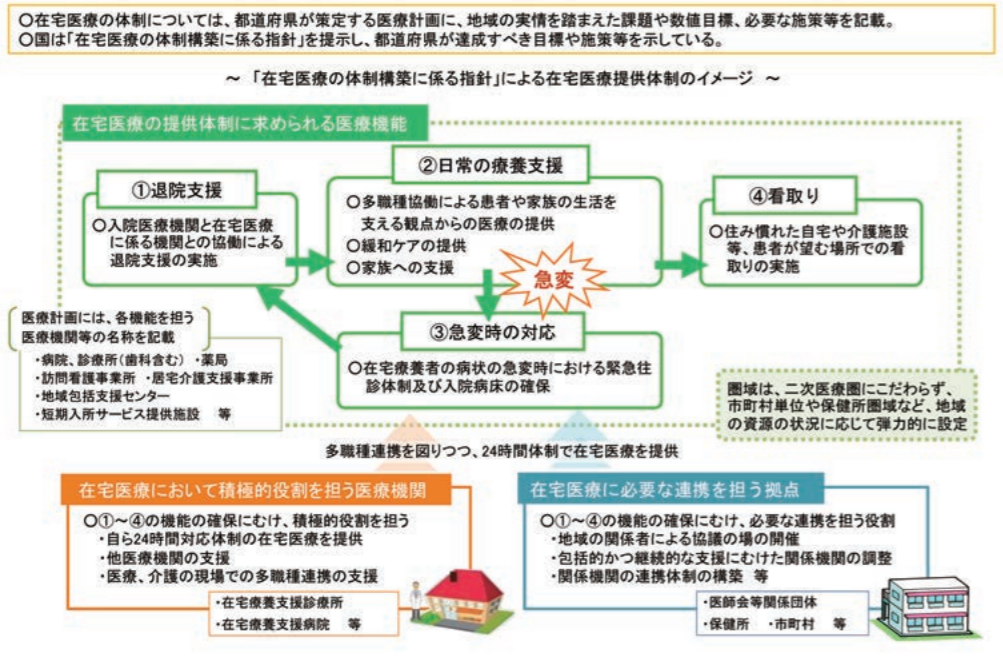 ○在宅医療の体制については、都道府県が策定する医療計画に、地域の実情を踏まえた課題や数値目標、必要な施策等を記載。
○国は「在宅医療の体制構築に係る指針」を提示し、都道府県が達成すべき目標や施策等を示している。
～ 「在宅医療の体制構築に係る指針」による在宅医療提供体制のイメージ ～
在宅医療の提供体制に求められる医療機能
①退院支援
○入院医療機関と在宅医療
に係る機関との協働による
退院支援の実施
②日常の療養支援
○多職種協働による患者や家族の生活を
支える観点からの医療の提供
○緩和ケアの提供
○家族への支援
急変
④看取り
○住み慣れた自宅や介護施設
等、患者が望む場所での看
取りの実施
③急変時の対応
○在宅療養者の病状の急変時における緊急往
診体制及び入院病床の確保
医療計画には、各機能を担う
医療機関等の名称を記載
・病院、診療所(歯科含む) ・薬局
・訪問看護事業所 ・居宅介護支援事業所
・地域包括支援センター
・短期入所サービス提供施設 等
圏域は、二次医療圏にこだわらず、
市町村単位や保健所圏域など、地域
の資源の状況に応じて弾力的に設定
多職種連携を図りつつ、24時間体制で在宅医療を提供
在宅医療において積極的役割を担う医療機関
○①～④の機能の確保にむけ、積極的役割を担う
・自ら24時間対応体制の在宅医療を提供
・他医療機関の支援
・医療、介護の現場での多職種連携の支援
・在宅療養支援診療所
・在宅療養支援病院 等
在宅医療に必要な連携を担う拠点
○①～④の機能の確保にむけ、必要な連携を担う役割
・地域の関係者による協議の場の開催
・包括的かつ継続的な支援にむけた関係機関の調整
・関係機関の連携体制の構築 等
・医師会等関係団体
・保健所 ・市町村 等